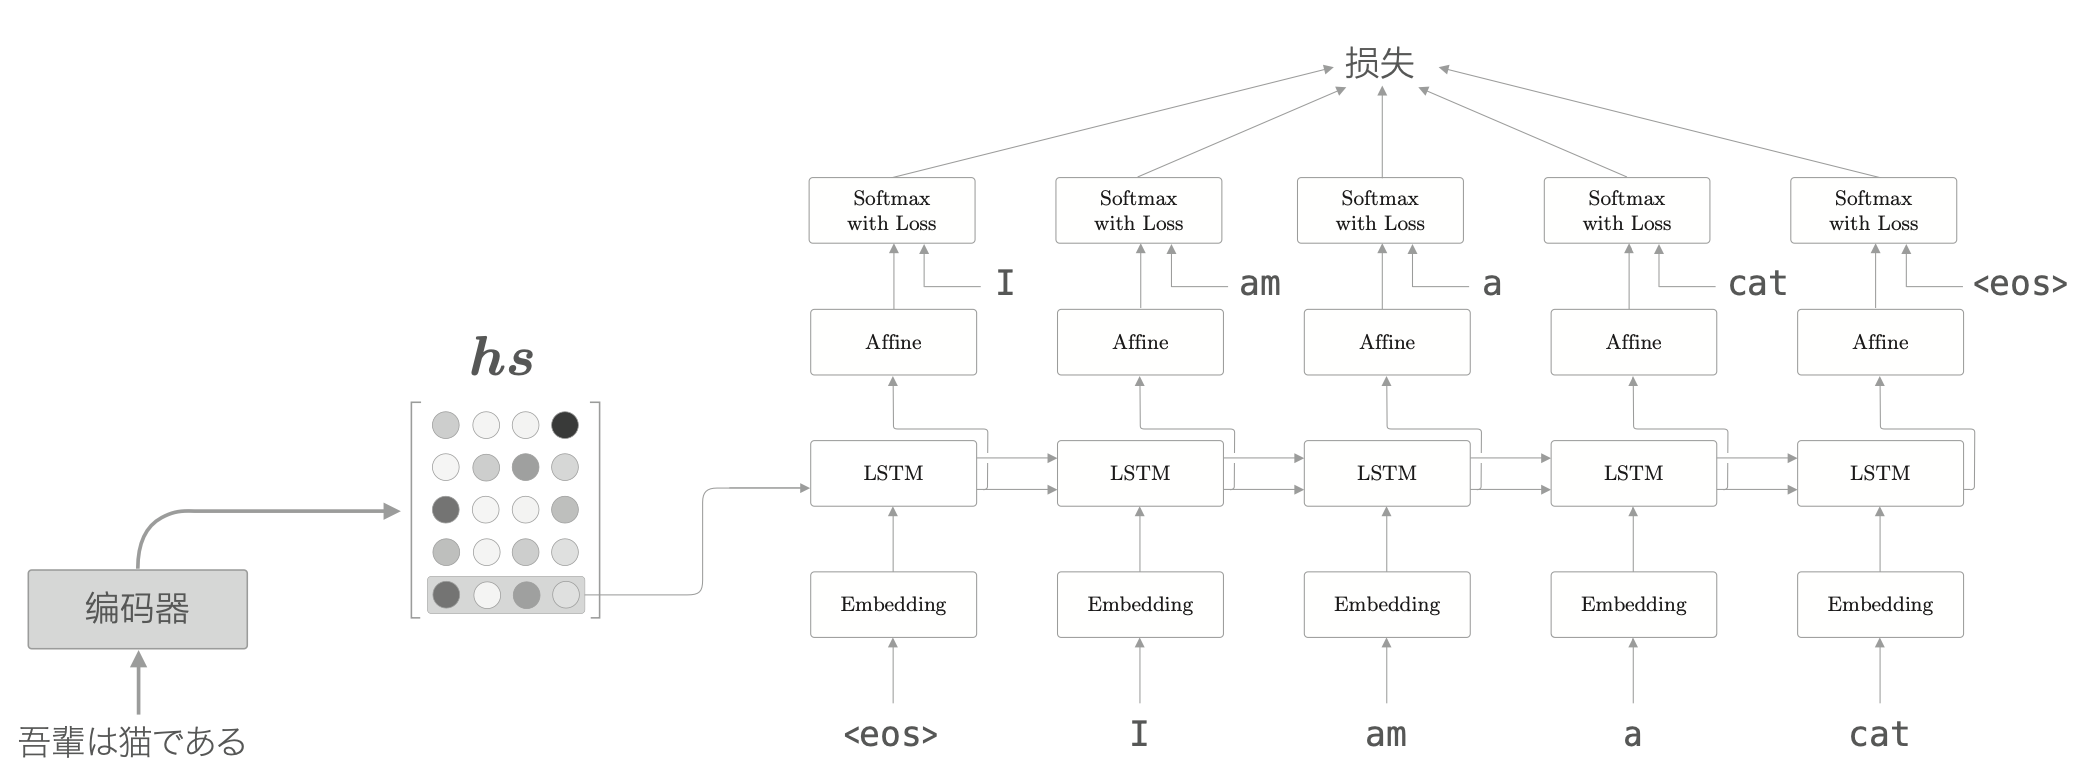 损失
Softmax
with Loss
Softmax
with Loss
Softmax
with Loss
Softmax
with Loss
Softmax
with Loss
I
am
a
cat
<eos>
Affine
Affine
Affine
Affine
Affine
hs
LSTM
LSTM
LSTM
LSTM
LSTM
编码器
Embedding
Embedding
Embedding
Embedding
Embedding
吾輩は猫である
<eos>
I
am
a
cat